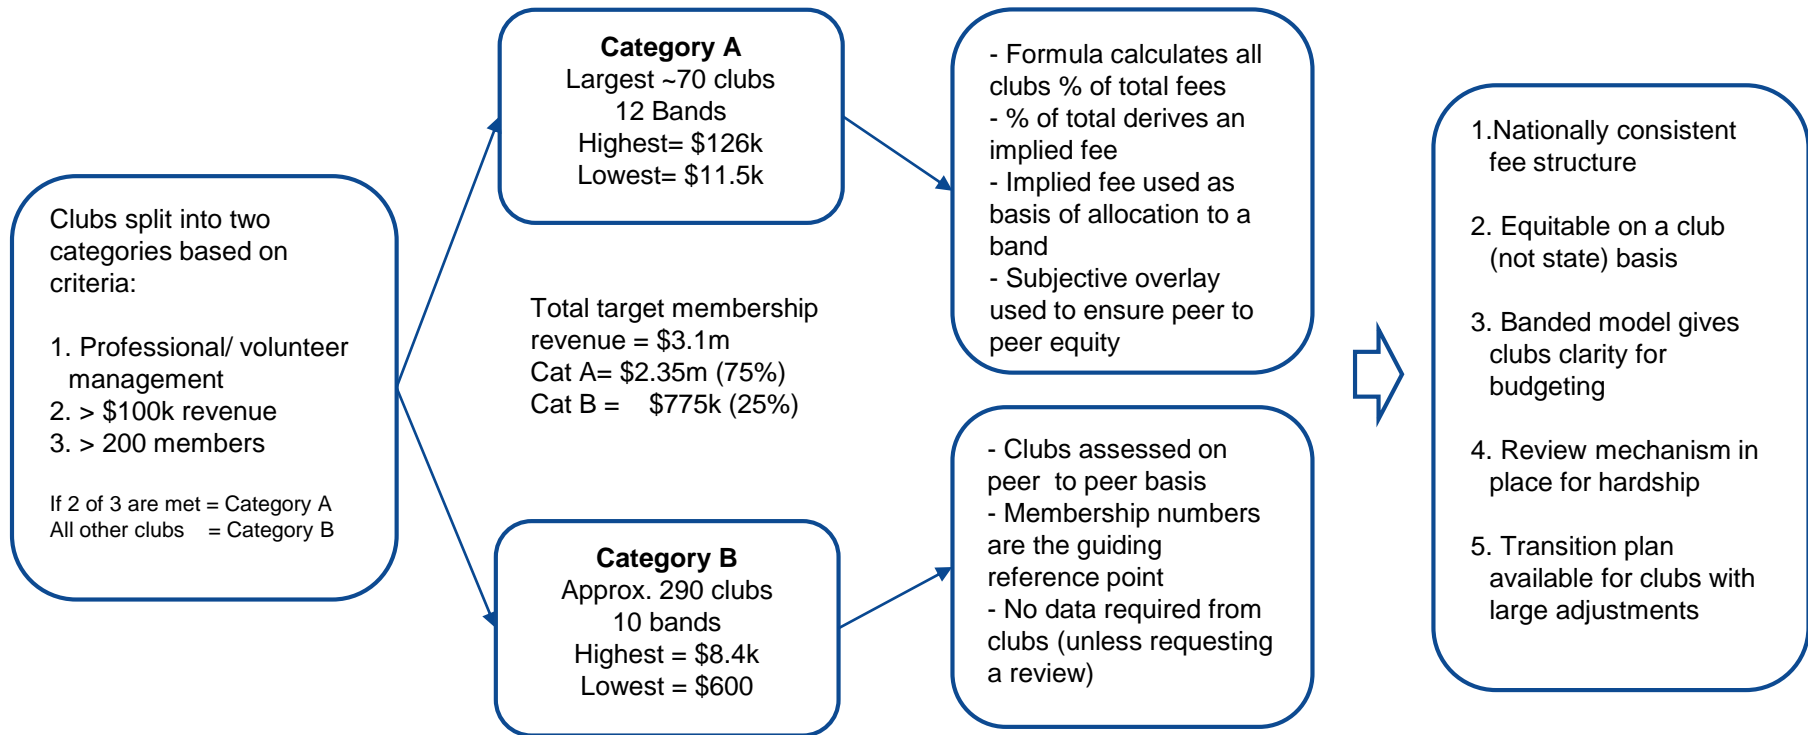 Clubs split into two
categories based on
criteria:
1. Professional/ volunteer
management
2. > $100k revenue
3. > 200 members
If 2 of 3 are met = Category A
All other clubs = Category B
Category A
Largest ~70 clubs
12 Bands
Highest= $126k
Lowest= $11.5k
Total target membership
revenue = $3.1m
Cat A= $2.35m (75%)
Cat B = $775k (25%)
Category B
Approx. 290 clubs
10 bands
Highest = $8.4k
Lowest = $600
- Formula calculates all
clubs % of total fees
- % of total derives an
implied fee
- Implied fee used as
basis of allocation to a
band
- Subjective overlay
used to ensure peer to
peer equity
- Clubs assessed on
peer to peer basis
- Membership numbers
are the guiding
reference point
- No data required from
clubs (unless requesting
a review)
1.Nationally consistent
fee structure
2. Equitable on a club
(not state) basis
3. Banded model gives
clubs clarity for
budgeting
4. Review mechanism in
place for hardship
5. Transition plan
available for clubs with
large adjustments